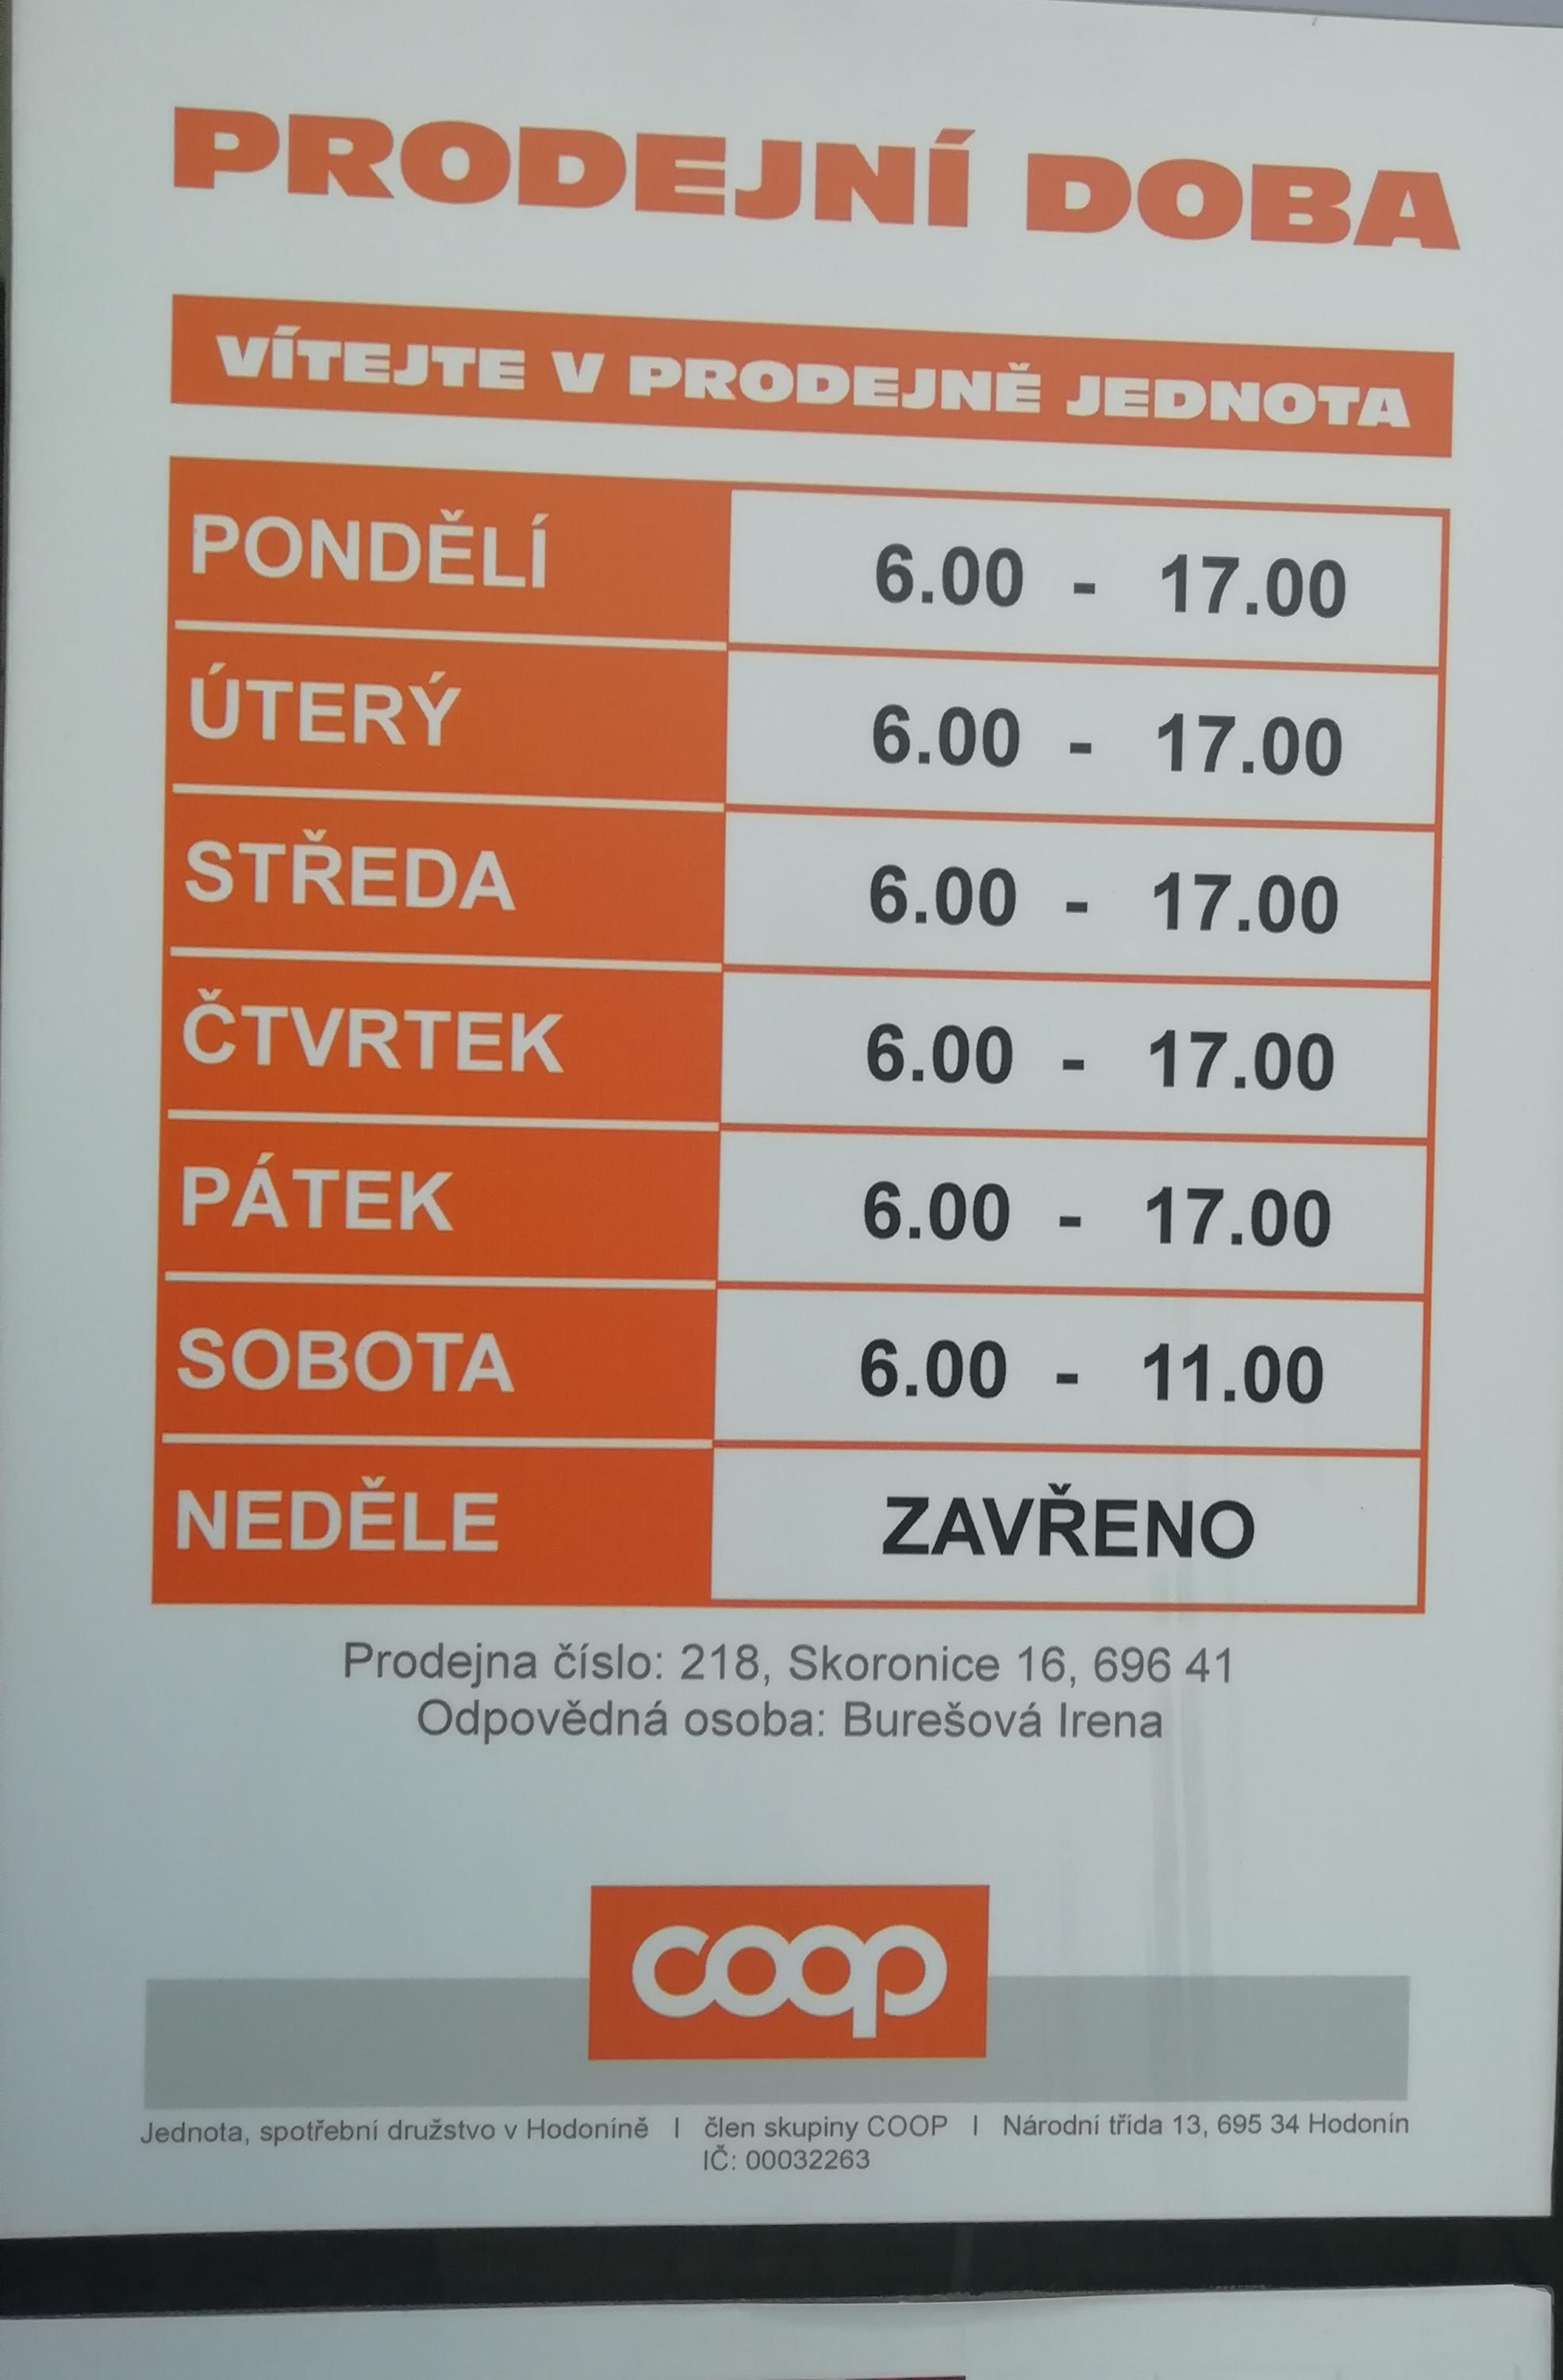 PRODEJNÍ DOBA
VÍTEJTE V PRODEJNĚ JEDNOTA
PONDĚLÍ 6.00 - 17.00
ÚTERÝ 6.00 - 17.00
STŘEDA 6.00 - 17.00
ČTVRTEK 6.00 - 17.00
PÁTEK 6.00 - 17.00
SOBOTA 6.00 - 11.00
NEDĚLE ZAVŘENO
Prodejna číslo: 218, Skoronice 16, 696 41
Odpovědná osoba: Burešová Irena
coop
Jednota, spotřební družstvo v Hodoníně | člen skupiny COOP | Národní třída 13, 695 34 Hodonín
IČ: 00032263